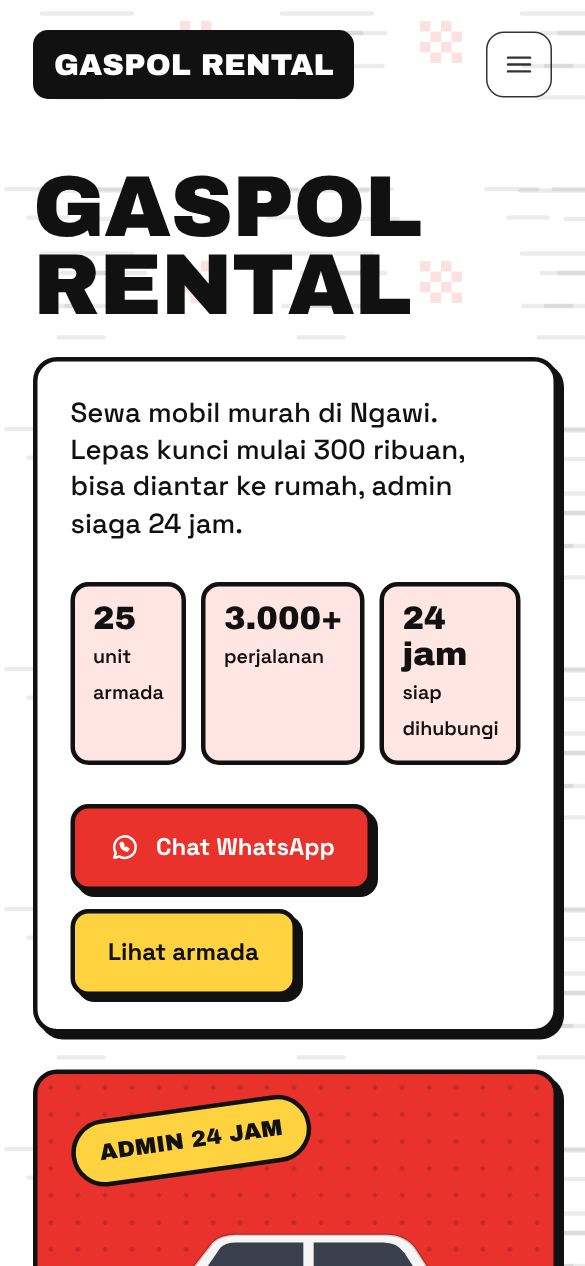 GASPOL RENTAL
GASPOL
RENTAL
Sewa mobil murah di Ngawi.
Lepas kunci mulai 300 ribuan,
bisa diantar ke rumah, admin
siaga 24 jam.
25
unit
armada
3.000+
perjalanan
24
jam
siap
dihubungi
Chat WhatsApp
Lihat armada
ADMIN 24 JAM